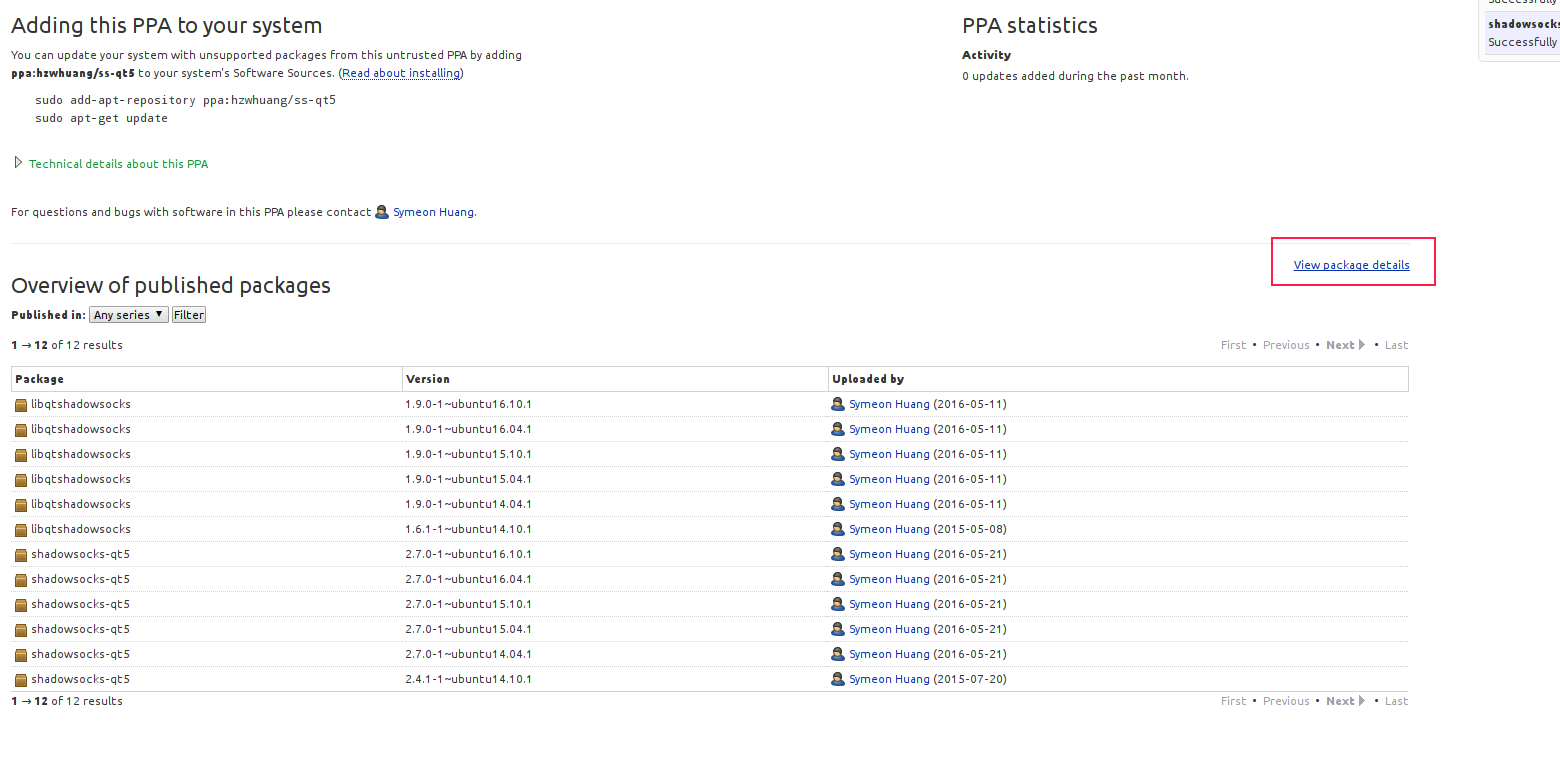 Adding this PPA to your system
You can update your system with unsupported packages from this untrusted PPA by adding
ppa:hzwhuang/ss-qt5 to your system's Software Sources. (Read about installing)
sudo add-apt-repository ppa:hzwhuang/ss-qt5
sudo apt-get update
Technical details about this PPA
For questions and bugs with software in this PPA please contact Symeon Huang.
PPA statistics
Activity
0 updates added during the past month.
Successfully
shadowsocks
Successfully
View package details
Overview of published packages
Published in: Any series ▼ Filter
1 → 12 of 12 results First • Previous • Next • Last
Package Version Uploaded by
libqtshadowsocks 1.9.0-1~ubuntu16.10.1 Symeon Huang (2016-05-11)
libqtshadowsocks 1.9.0-1~ubuntu16.04.1 Symeon Huang (2016-05-11)
libqtshadowsocks 1.9.0-1~ubuntu15.10.1 Symeon Huang (2016-05-11)
libqtshadowsocks 1.9.0-1~ubuntu15.04.1 Symeon Huang (2016-05-11)
libqtshadowsocks 1.9.0-1~ubuntu14.04.1 Symeon Huang (2016-05-11)
libqtshadowsocks 1.6.1-1~ubuntu14.10.1 Symeon Huang (2015-05-08)
shadowsocks-qt5 2.7.0-1~ubuntu16.10.1 Symeon Huang (2016-05-21)
shadowsocks-qt5 2.7.0-1~ubuntu16.04.1 Symeon Huang (2016-05-21)
shadowsocks-qt5 2.7.0-1~ubuntu15.10.1 Symeon Huang (2016-05-21)
shadowsocks-qt5 2.7.0-1~ubuntu15.04.1 Symeon Huang (2016-05-21)
shadowsocks-qt5 2.7.0-1~ubuntu14.04.1 Symeon Huang (2016-05-21)
shadowsocks-qt5 2.4.1-1~ubuntu14.10.1 Symeon Huang (2015-07-20)
1 → 12 of 12 results First • Previous • Next • Last